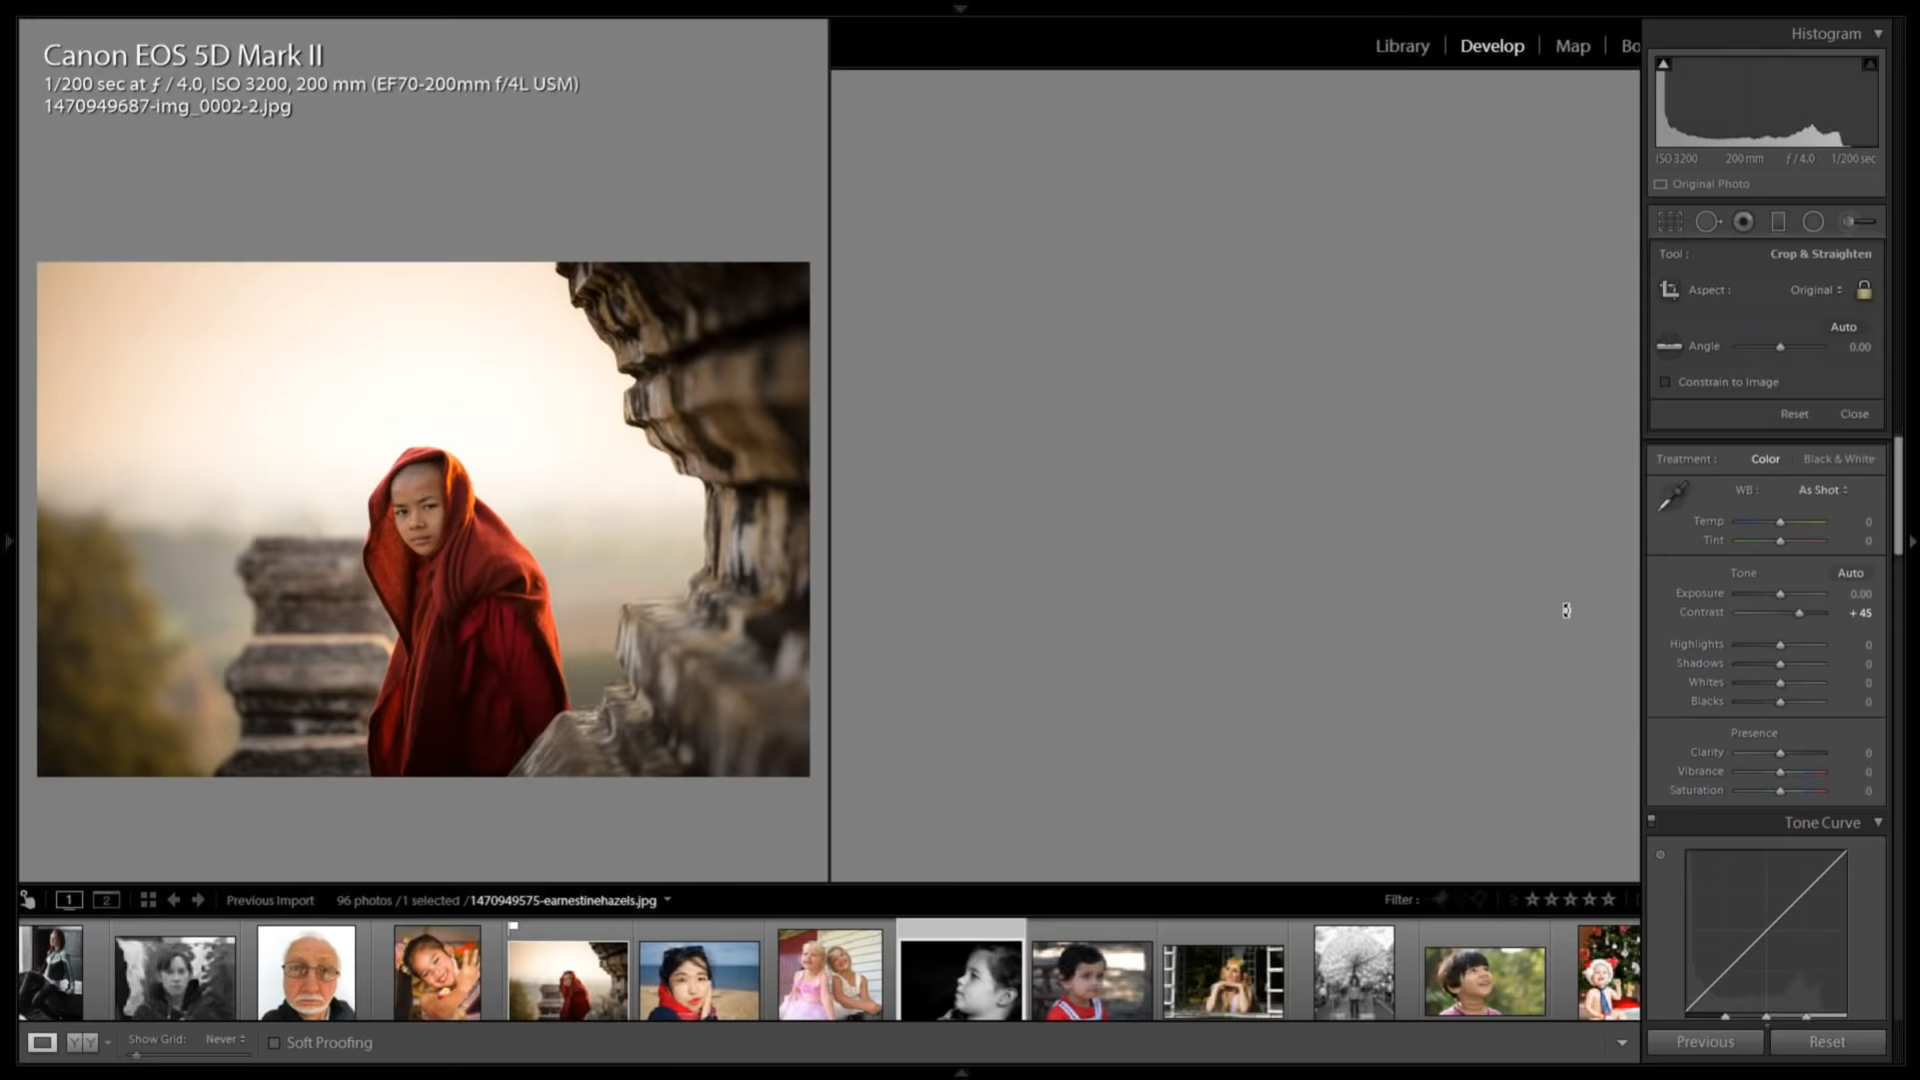 Canon EOS 5D Mark II
1/200 sec at ƒ / 4.0, ISO 3200, 200 mm (EF70-200mm f/4L USM)
1470949687-img_0002-2.jpg
Library | Develop | Map | Bo
Histogram
ISO 3200 200 mm ƒ / 4.0 1/200 sec
Original Photo
Tool : Crop & Straighten
Aspect : Original
Auto
Angle 0.00
Constrain to Image
Reset Close
Treatment : Color Black & White
WB : As Shot
Temp 0
Tint 0
Tone Auto
Exposure 0.00
Contrast + 45
Highlights 0
Shadows 0
Whites 0
Blacks 0
Presence
Clarity 0
Vibrance 0
Saturation 0
Tone Curve
1 2 Previous Import 96 photos /1 selected /1470949575-earnestinehazels.jpg Filter : ≥
Y Y Show Grid: Never Soft Proofing
Previous Reset